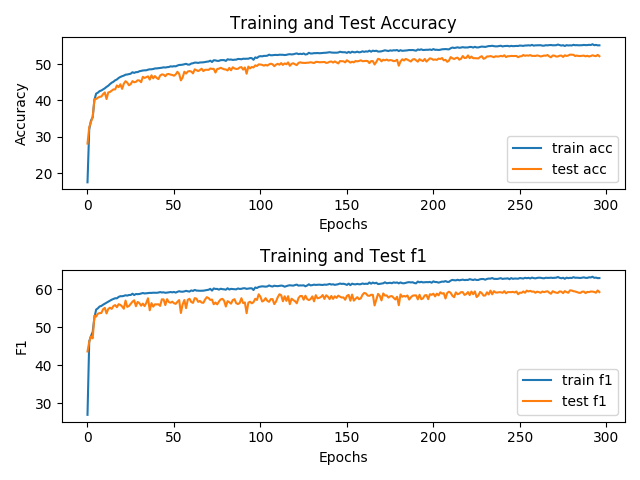 Training and Test Accuracy
Accuracy
50
40
30
20
train acc
test acc
0 50 100 150 200 250 300
Epochs
Training and Test f1
F1
60
50
40
30
train f1
test f1
0 50 100 150 200 250 300
Epochs